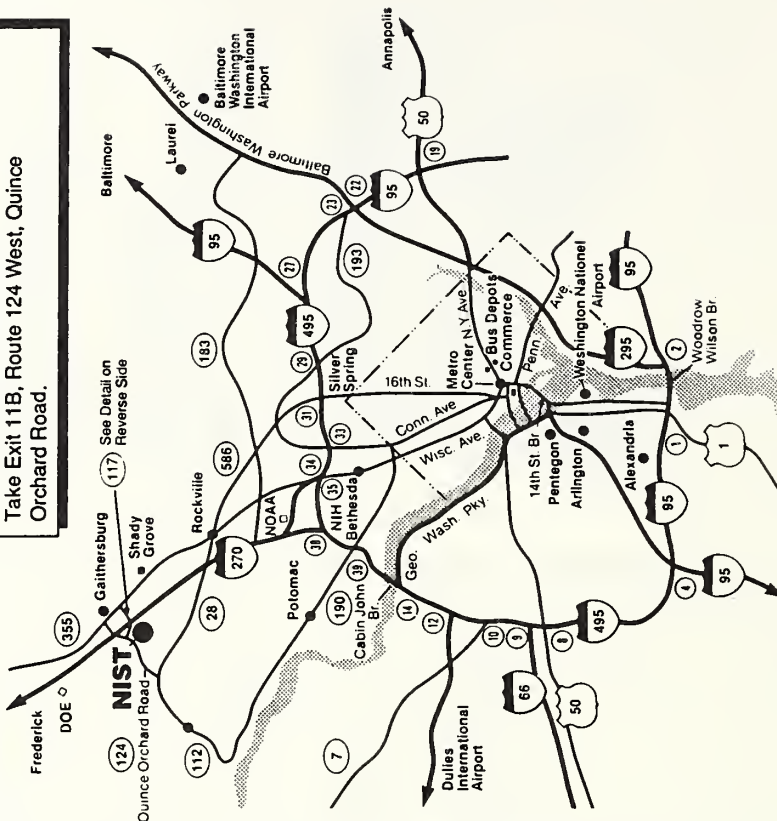 Take Exit 11B, Route 124 West, Quince
Orchard Road.
Frederick
DOE
355
Gaithersburg
117
See Detail on
Reverse Side
Shady
Grove
NIST
124
Quince Orchard Road
28
270
Rockville
586
183
112
Potomac
190
NOAA
NIH
Bethesda
38
35
34
33
31
29
27
23
22
39
Silver
Spring
495
95
193
95
Baltimore
Laurel
Baltimore
Washington
International
Airport
Baltimore Washington Parkway
Annapolis
50
19
16th St.
Conn. Ave
Wisc. Ave.
Metro
Center
N.Y Ave
Bus Depots
Commerce
Penn
Ave.
Cabin John
Br.
Geo.
Wash. Pky.
14
12
10
9
8
7
66
50
495
Dulles
International
Airport
14th St. Br
Pentegon
Arlington
Alexandria
Weshington Nationel
Airport
295
95
2
Woodrow
Wilson Br.
1
1
95
4
95